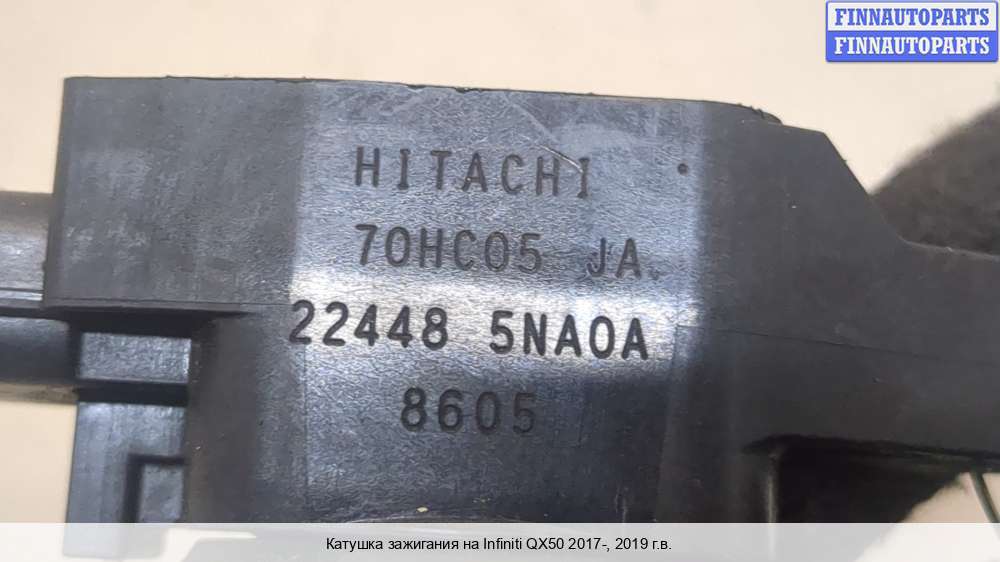 FINNAUTOPARTS
FINNAUTOPARTS
HITACHI
70HC05 JA
22448 5NA0A
8605
Катушка зажигания на Infiniti QX50 2017-, 2019 г.в.